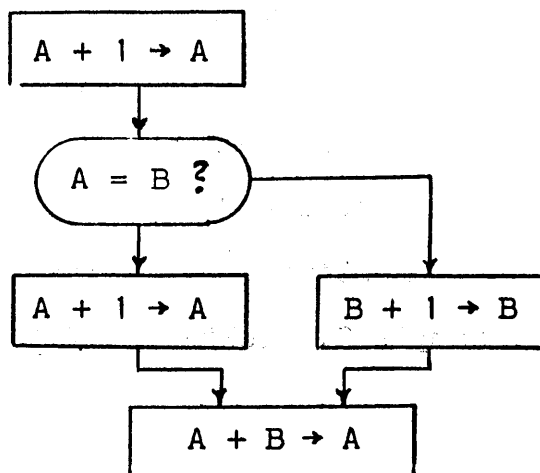 A + 1 → A
A = B ?
A + 1 → A
B + 1 → B
A + B → A